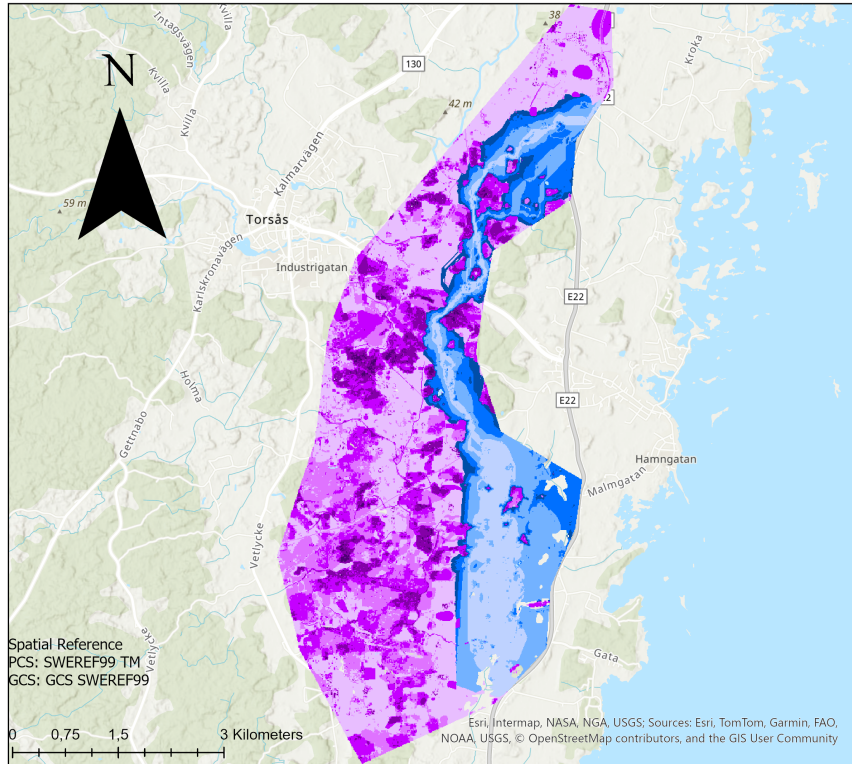 38
Kvilla
Intagsvägen
Kroka
N
130
Kvilla
22
42 m
Kvilla
Kalmarvägen
59 m
Torsås
Karlskronavägen
Industrigatan
E22
Holma
E22
Gettnabo
Hamngatan
Malmgatan
Vetlycke
Vetlycke
Gata
Spatial Reference
PCS: SWEREF99 TM
GCS: GCS SWEREF99
Esri, Intermap, NASA, NGA, USGS; Sources: Esri, TomTom, Garmin, FAO,
NOAA, USGS, © OpenStreetMap contributors, and the GIS User Community
0 0,75 1,5 3 Kilometers